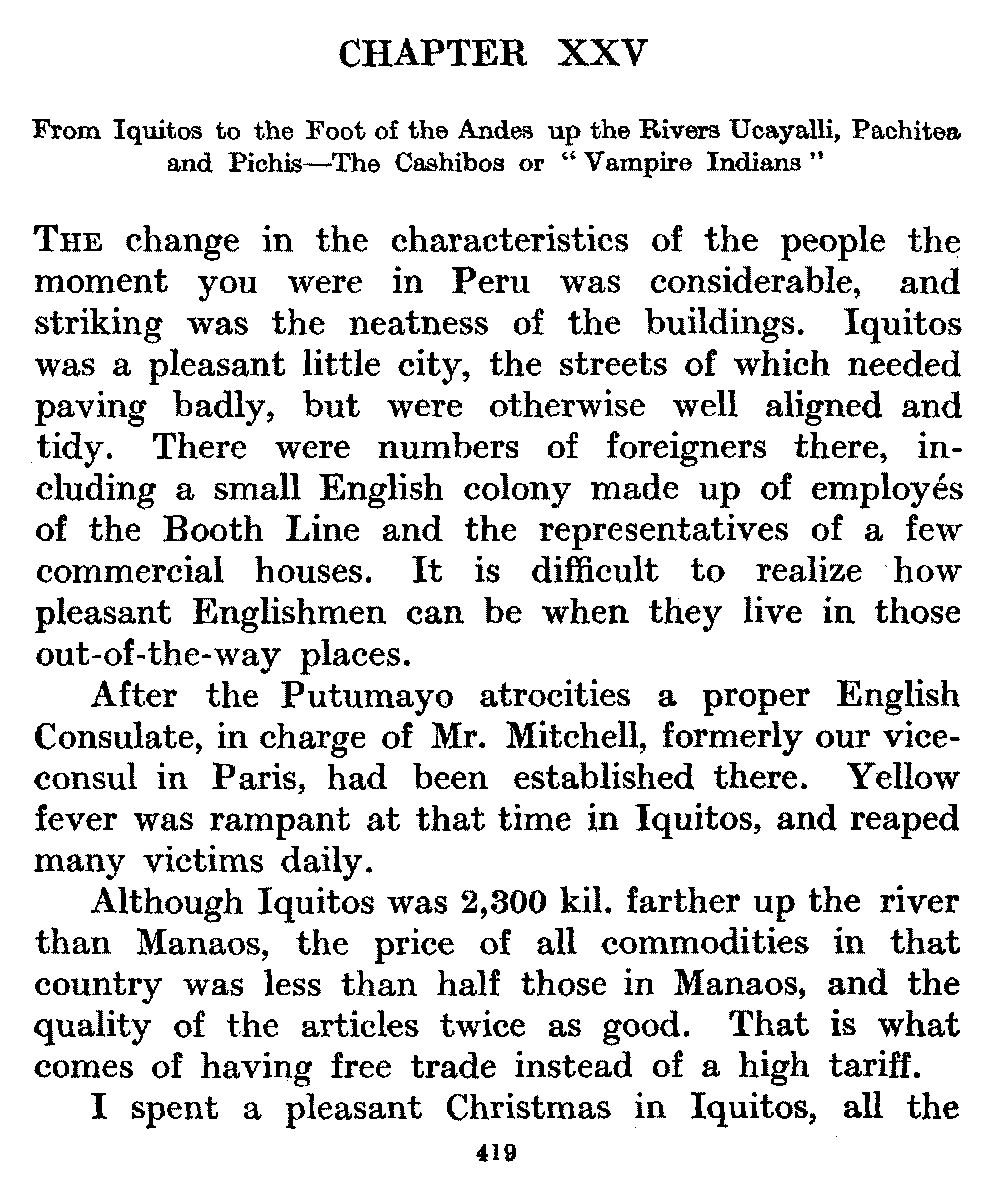 CHAPTER XXV
From Iquitos to the Foot of the Andes up the Rivers Ucayalli, Pachitea
and Pichis—The Cashibos or “Vampire Indians”
THE change in the characteristics of the people the
moment you were in Peru was considerable, and
striking was the neatness of the buildings. Iquitos
was a pleasant little city, the streets of which needed
paving badly, but were otherwise well aligned and
tidy. There were numbers of foreigners there, in-
cluding a small English colony made up of employés
of the Booth Line and the representatives of a few
commercial houses. It is difficult to realize how
pleasant Englishmen can be when they live in those
out-of-the-way places.
After the Putumayo atrocities a proper English
Consulate, in charge of Mr. Mitchell, formerly our vice-
consul in Paris, had been established there. Yellow
fever was rampant at that time in Iquitos, and reaped
many victims daily.
Although Iquitos was 2,300 kil. farther up the river
than Manaos, the price of all commodities in that
country was less than half those in Manaos, and the
quality of the articles twice as good. That is what
comes of having free trade instead of a high tariff.
I spent a pleasant Christmas in Iquitos, all the
419